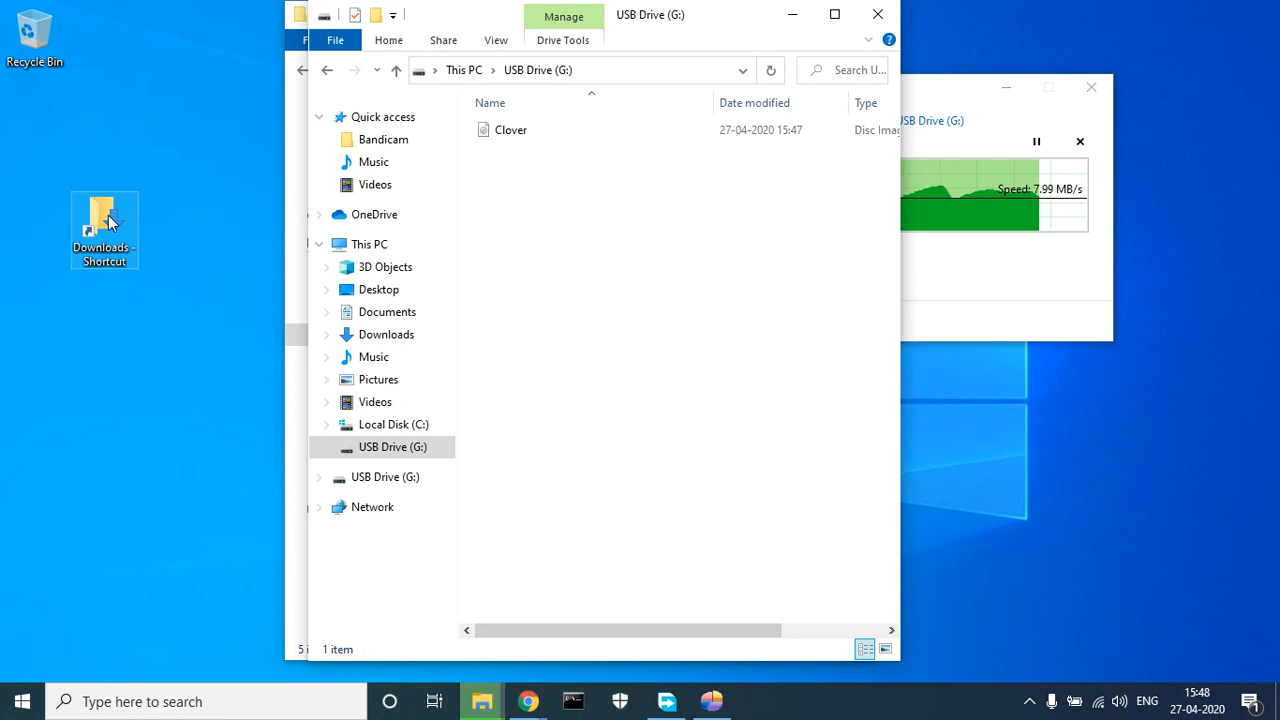 Recycle Bin
Downloads -
Shortcut
Manage
USB Drive (G:)
File
Home
Share
View
Drive Tools
This PC
USB Drive (G:)
Search U...
Name
Date modified
Type
Clover
27-04-2020 15:47
Disc Imag
Quick access
Bandicam
Music
Videos
OneDrive
This PC
3D Objects
Desktop
Documents
Downloads
Music
Pictures
Videos
Local Disk (C:)
USB Drive (G:)
USB Drive (G:)
Network
5 i
1 item
USB Drive (G:)
Speed: 7.99 MB/s
Type here to search
ENG
15:48
27-04-2020
1